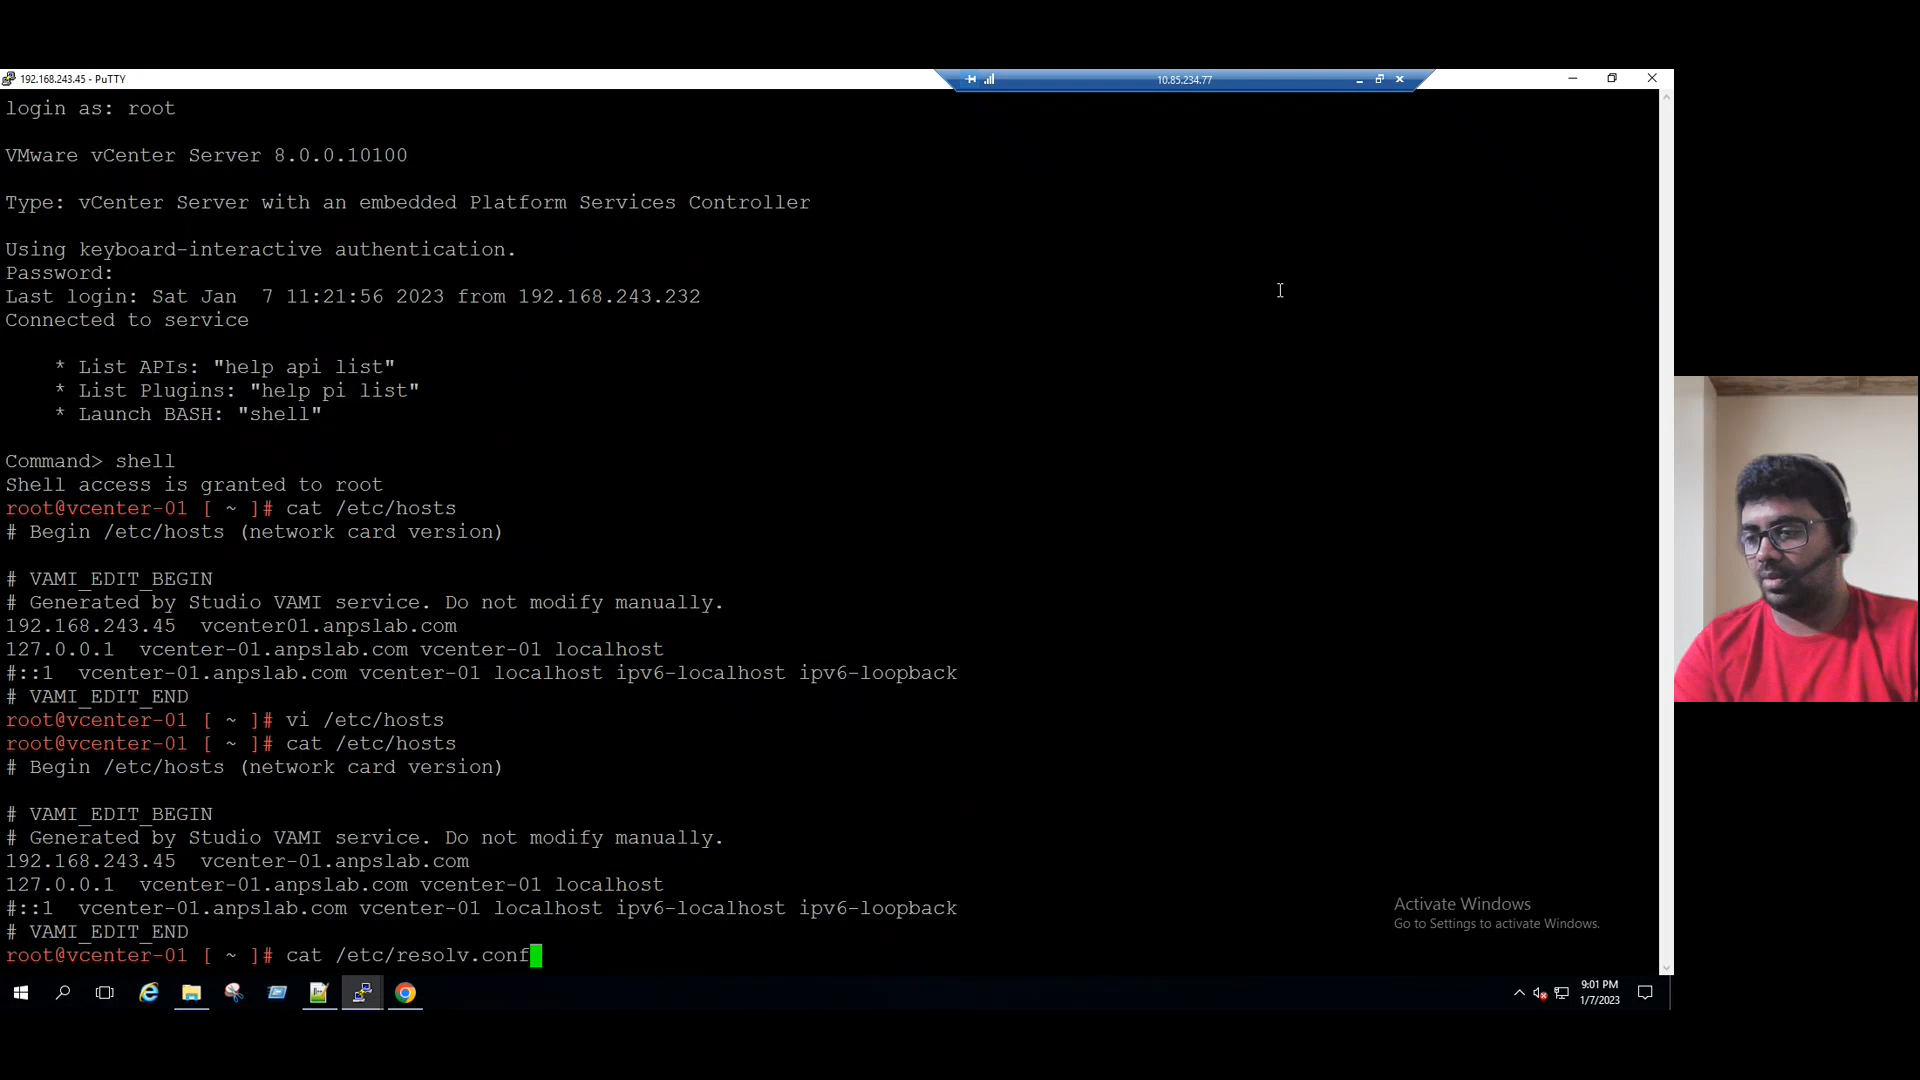 192.168.243.45 - PuTTY
10.85.234.77
login as: root
VMware vCenter Server 8.0.0.10100
Type: vCenter Server with an embedded Platform Services Controller
Using keyboard-interactive authentication.
Password:
Last login: Sat Jan  7 11:21:56 2023 from 192.168.243.232
Connected to service
* List APIs: "help api list"
* List Plugins: "help pi list"
* Launch BASH: "shell"
Command> shell
Shell access is granted to root
root@vcenter-01 [ ~ ]# cat /etc/hosts
# Begin /etc/hosts (network card version)
# VAMI_EDIT_BEGIN
# Generated by Studio VAMI service. Do not modify manually.
192.168.243.45  vcenter01.anpslab.com
127.0.0.1  vcenter-01.anpslab.com vcenter-01 localhost
#::1  vcenter-01.anpslab.com vcenter-01 localhost ipv6-localhost ipv6-loopback
# VAMI_EDIT_END
root@vcenter-01 [ ~ ]# vi /etc/hosts
root@vcenter-01 [ ~ ]# cat /etc/hosts
# Begin /etc/hosts (network card version)
# VAMI_EDIT_BEGIN
# Generated by Studio VAMI service. Do not modify manually.
192.168.243.45  vcenter-01.anpslab.com
127.0.0.1  vcenter-01.anpslab.com vcenter-01 localhost
#::1  vcenter-01.anpslab.com vcenter-01 localhost ipv6-localhost ipv6-loopback
# VAMI_EDIT_END
root@vcenter-01 [ ~ ]# cat /etc/resolv.conf
Activate Windows
Go to Settings to activate Windows.
9:01 PM
1/7/2023